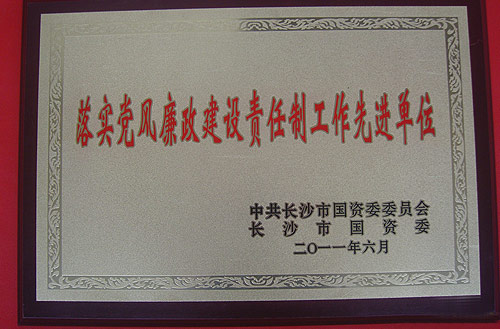 落实党风廉政建设责任制工作先进单位
中共长沙市国资委委员会
长沙市国资委
二〇一一年六月